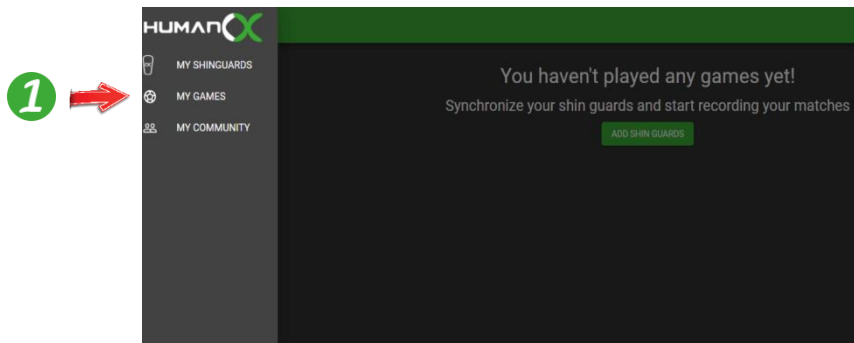 HUMANOX
MY SHINGUARDS
1
MY GAMES
MY COMMUNITY
You haven't played any games yet!
Synchronize your shin guards and start recording your matches
ADD SHIN GUARDS